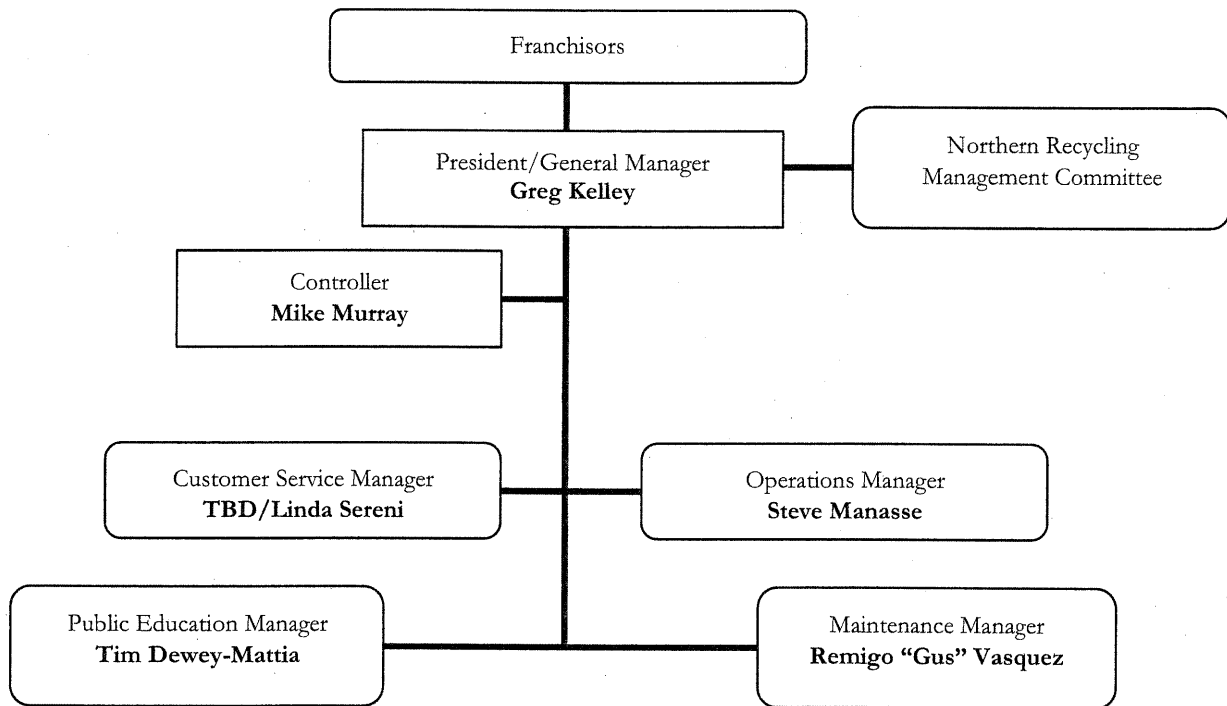 Franchisors
President/General Manager
Greg Kelley
Northern Recycling
Management Committee
Controller
Mike Murray
Customer Service Manager
TBD/Linda Sereni
Operations Manager
Steve Manasse
Public Education Manager
Tim Dewey-Mattia
Maintenance Manager
Remigo “Gus” Vasquez